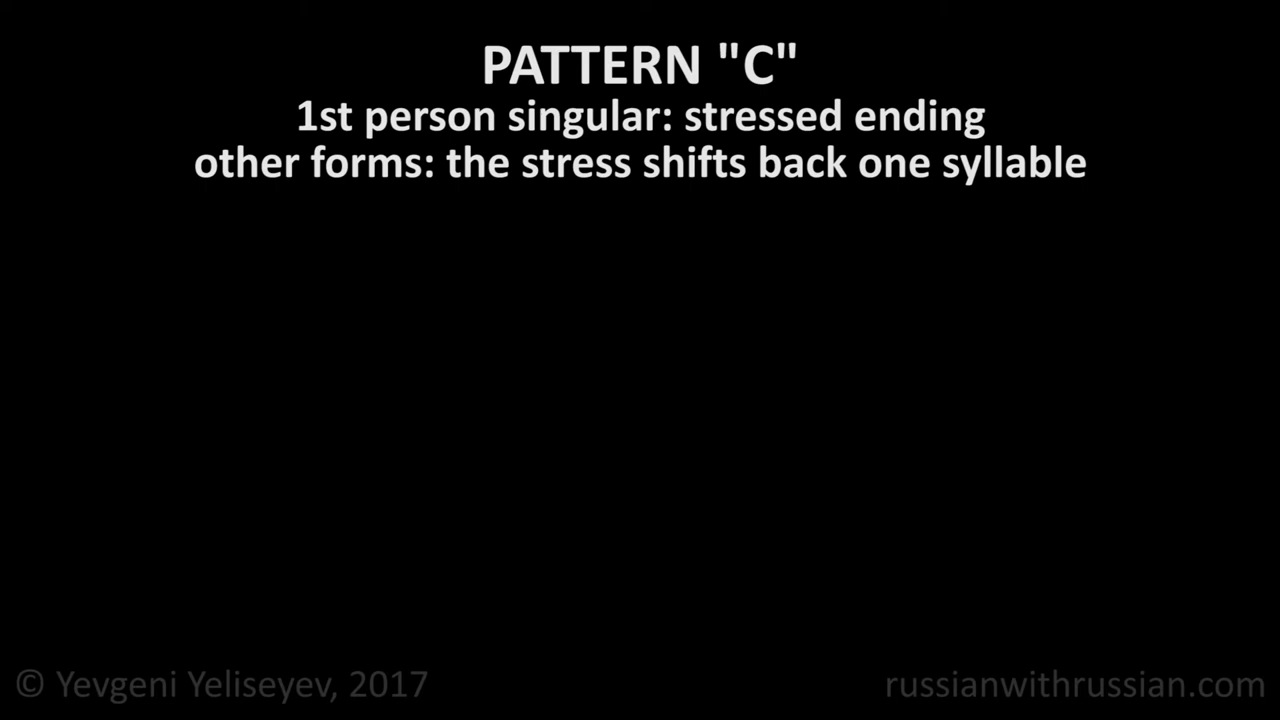 PATTERN "C"
1st person singular: stressed ending
other forms: the stress shifts back one syllable
© Yevgeni Yeliseyev, 2017
russianwithrussian.com